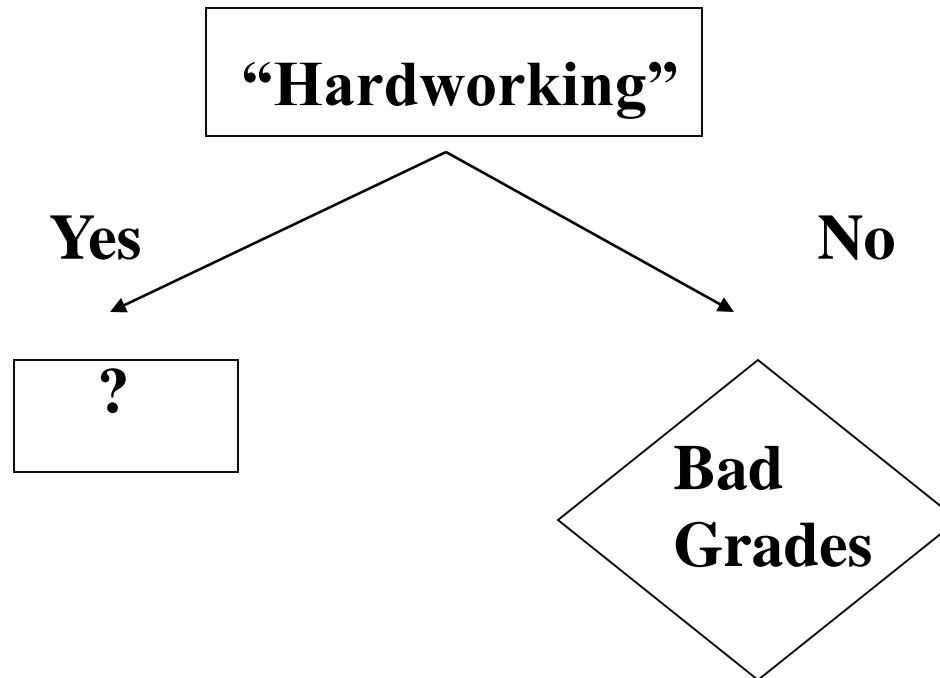 “Hardworking”
Yes
No
?
Bad
Grades